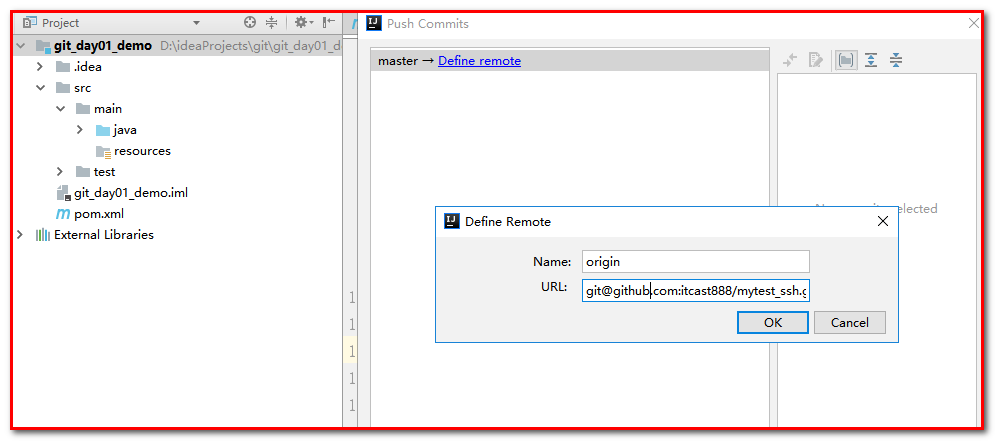 Project
Push Commits
git_day01_demo D:\ideaProjects\git\git_day01_d
master → Define remote
.idea
src
main
java
resources
test
git_day01_demo.iml
pom.xml
External Libraries
elected
Define Remote
Name: origin
URL: git@github.com:itcast888/mytest_ssh.g
OK Cancel
1
1
1
1
1